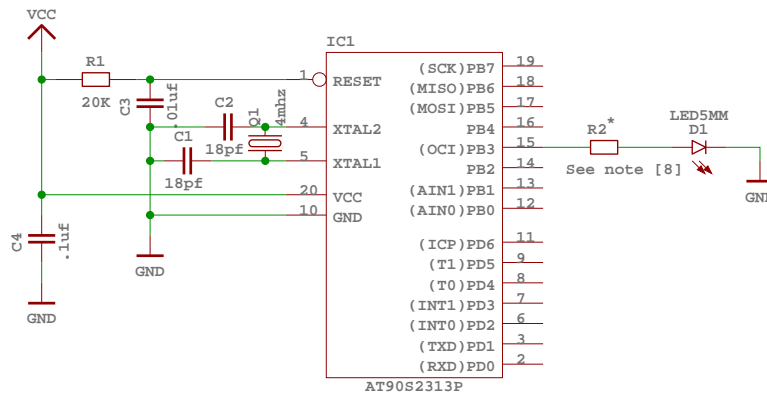 VCC
IC1
R1
20K
C3
.01uf
C2
18pf
C1
18pf
Q1
4mhz
C4
.1uf
GND
GND
1
RESET
4
XTAL2
5
XTAL1
20
VCC
10
GND
(SCK)PB7
19
(MISO)PB6
18
(MOSI)PB5
17
PB4
16
(OCI)PB3
15
PB2
14
(AIN1)PB1
13
(AIN0)PB0
12
(ICP)PD6
11
(T1)PD5
9
(T0)PD4
8
(INT1)PD3
7
(INT0)PD2
6
(TXD)PD1
3
(RXD)PD0
2
AT90S2313P
R2*
See note [8]
LED5MM
D1
GND